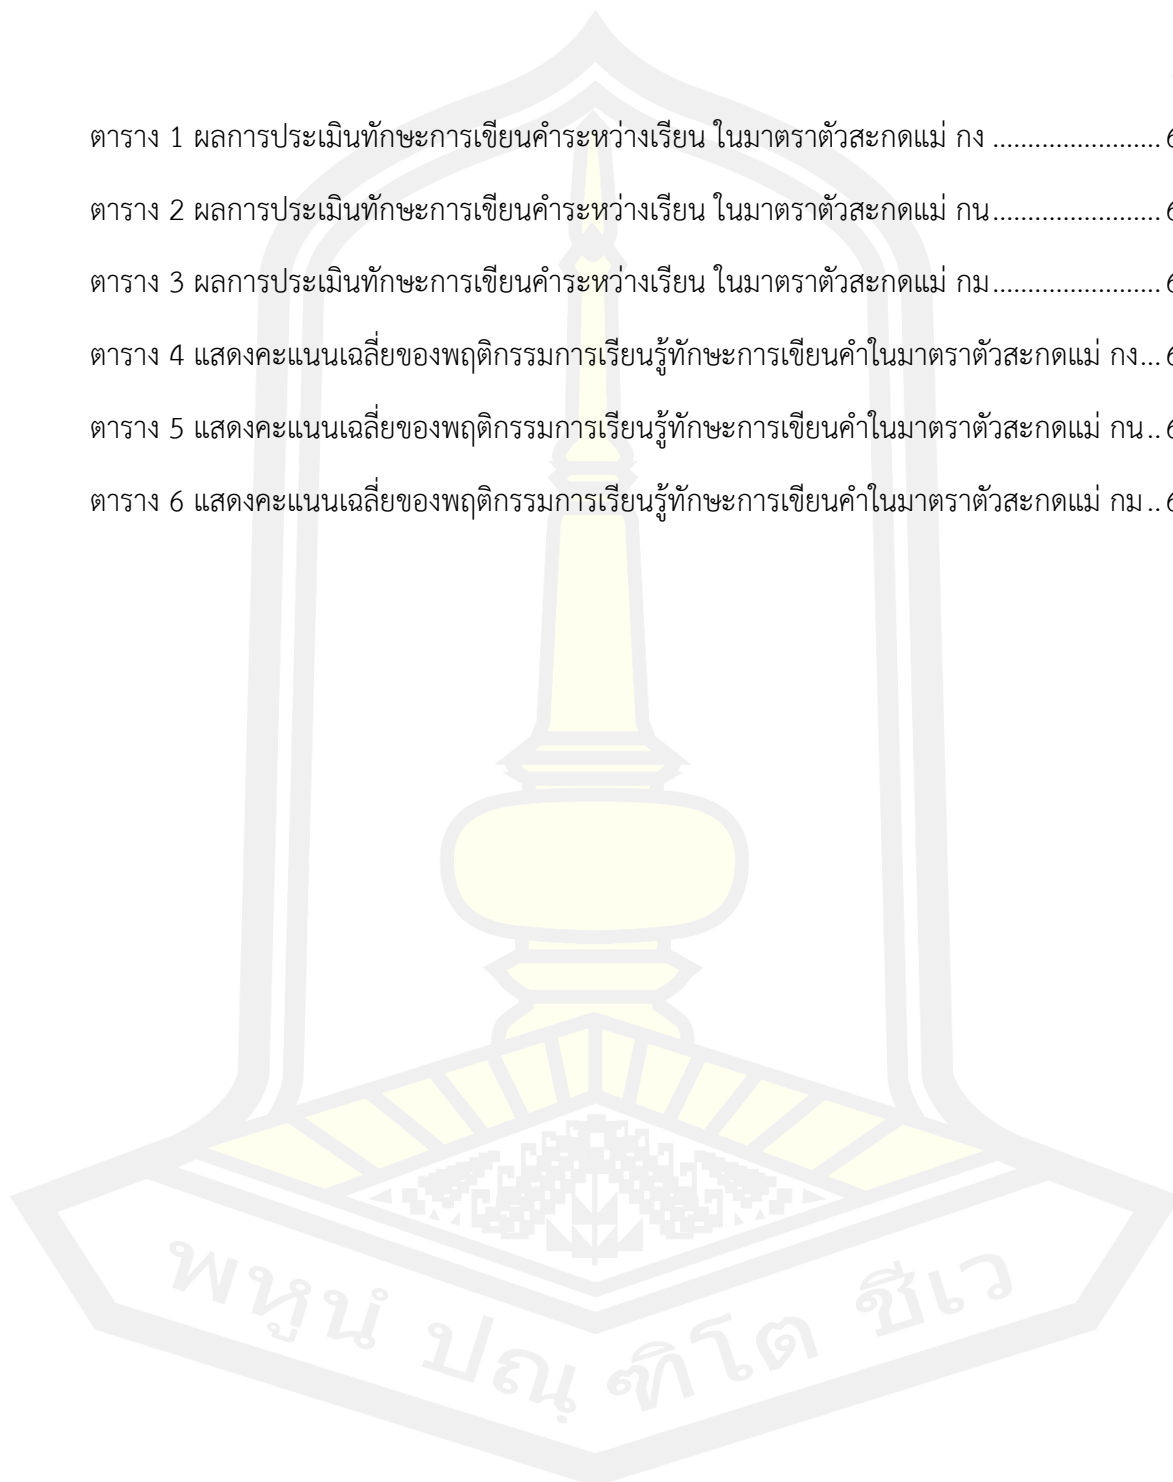 ตาราง 1 ผลการประเมินทักษะการเขียนคำระหว่างเรียน ในมาตราตัวสะกดแม่ กง ........................ 6
ตาราง 2 ผลการประเมินทักษะการเขียนคำระหว่างเรียน ในมาตราตัวสะกดแม่ กน........................ 6
ตาราง 3 ผลการประเมินทักษะการเขียนคำระหว่างเรียน ในมาตราตัวสะกดแม่ กม........................ 6
ตาราง 4 แสดงคะแนนเฉลี่ยของพฤติกรรมการเรียนรู้ทักษะการเขียนคำในมาตราตัวสะกดแม่ กง... 6
ตาราง 5 แสดงคะแนนเฉลี่ยของพฤติกรรมการเรียนรู้ทักษะการเขียนคำในมาตราตัวสะกดแม่ กน.. 6
ตาราง 6 แสดงคะแนนเฉลี่ยของพฤติกรรมการเรียนรู้ทักษะการเขียนคำในมาตราตัวสะกดแม่ กม.. 6
พหูนํ ปณฺฑิโต ชีเว